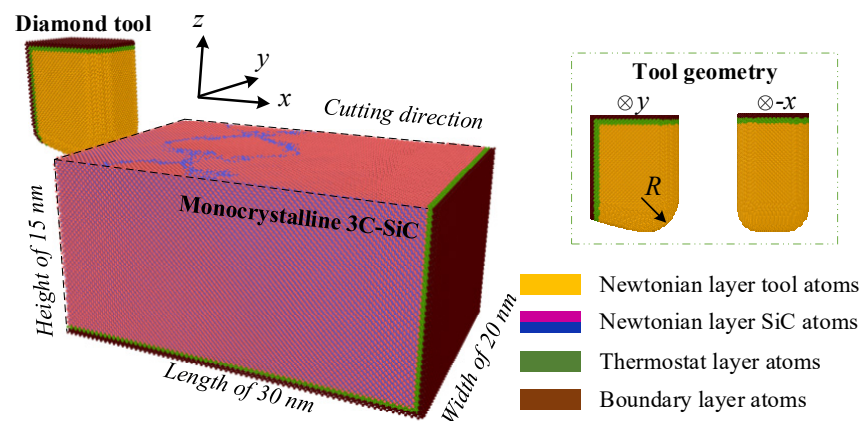 Diamond tool
z
y
x
Cutting direction
Monocrystalline 3C-SiC
Height of 15 nm
Length of 30 nm
Width of 20 nm
Tool geometry
⊗y
⊗-x
R
Newtonian layer tool atoms
Newtonian layer SiC atoms
Thermostat layer atoms
Boundary layer atoms